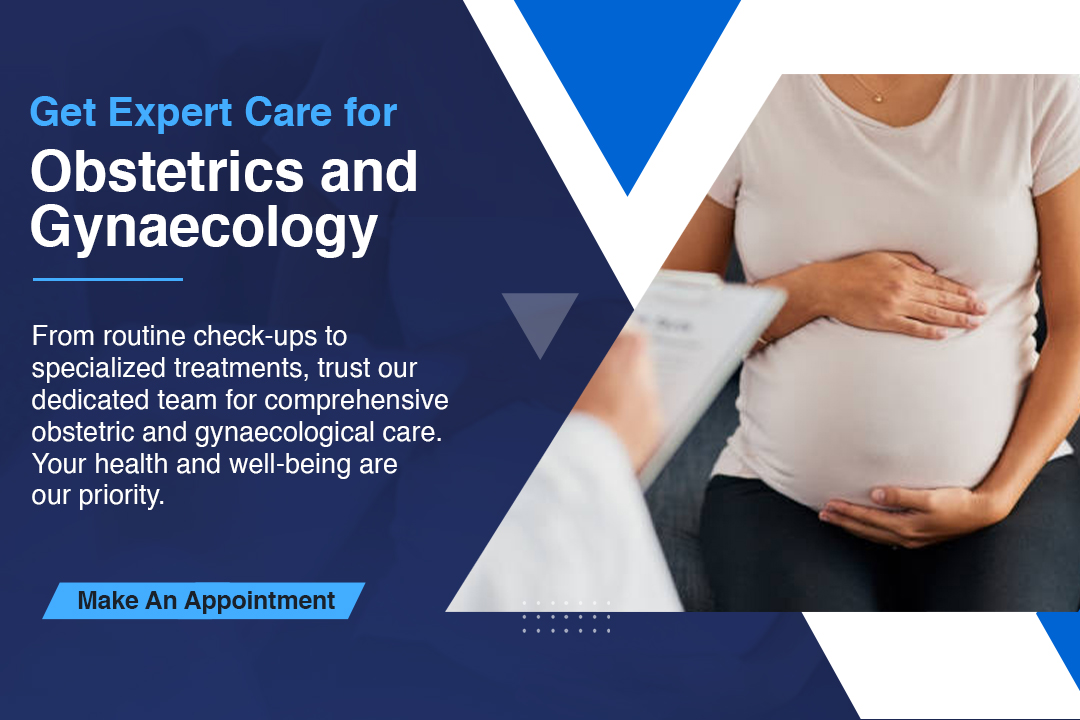 Get Expert Care for
Obstetrics and
Gynaecology
From routine check-ups to
specialized treatments, trust our
dedicated team for comprehensive
obstetric and gynaecological care.
Your health and well-being are
our priority.
Make An Appointment